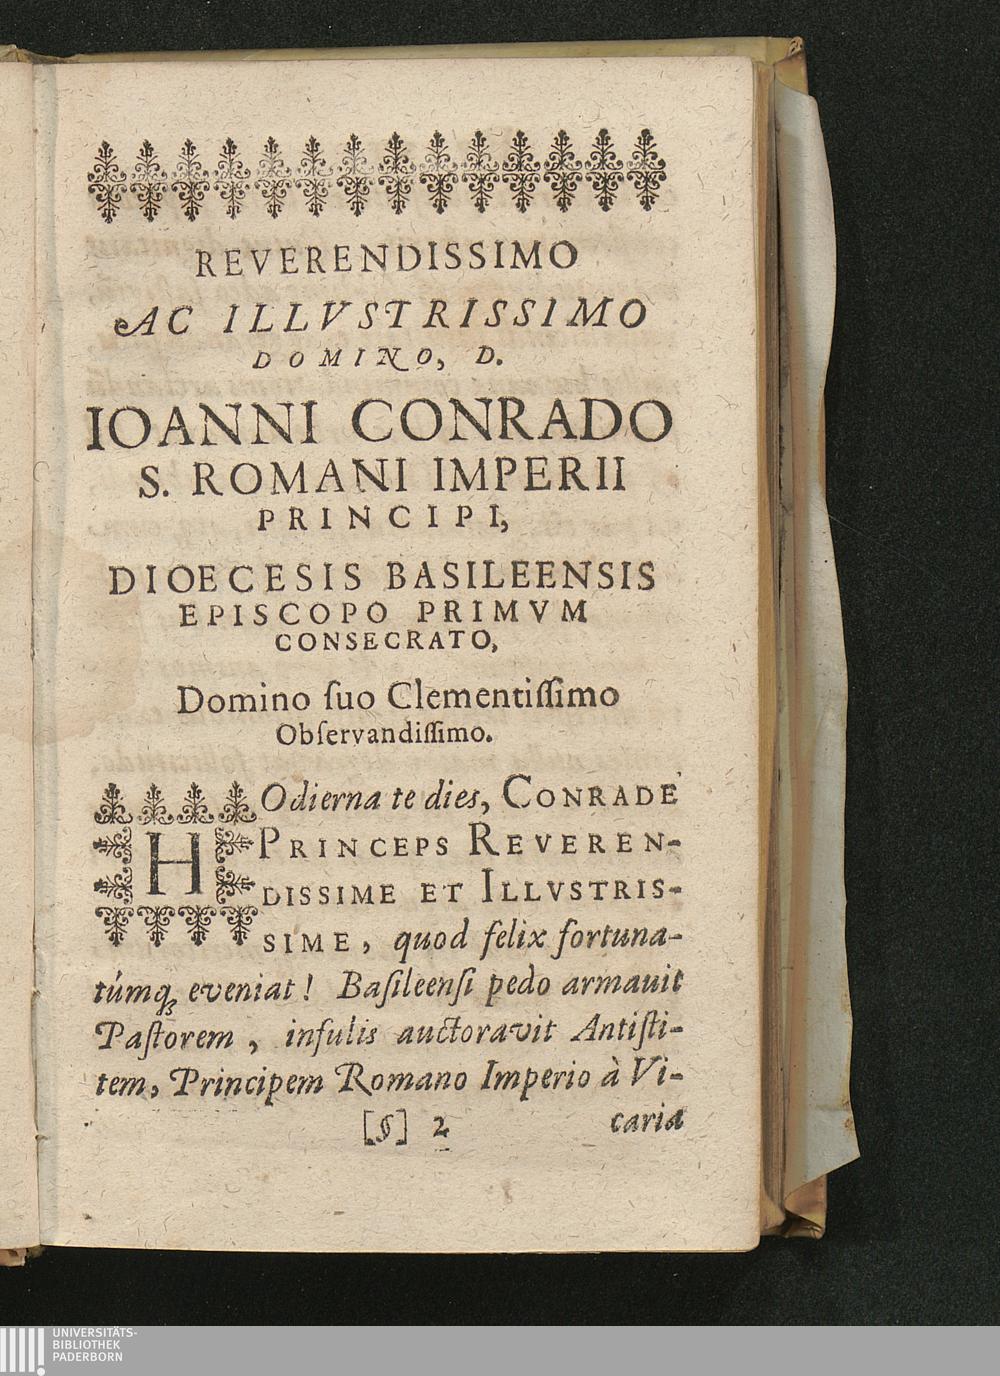 REVERENDISSIMO
AC ILLVSTRISSIMO
DOMINO, D.
IOANNI CONRADO
S. ROMANI IMPERII
PRINCIPI,
DIOECESIS BASILEENSIS
EPISCOPO PRIMVM
CONSECRATO,
Domino ſuo Clementiſſimo
Obſervandiſſimo.
HOdierna te dies, CONRADE
PRINCEPS REVEREN-
DISSIME ET ILLVSTRIS-
SIME, quod felix fortuna-
túmq; eveniat! Baſileenſi pedo armauit
Paſtorem, infulis auctoravit Antiſti-
tem, Principem Romano Imperio à Vi-
[§] 2 caria
UNIVERSITÄTS-
BIBLIOTHEK
PADERBORN